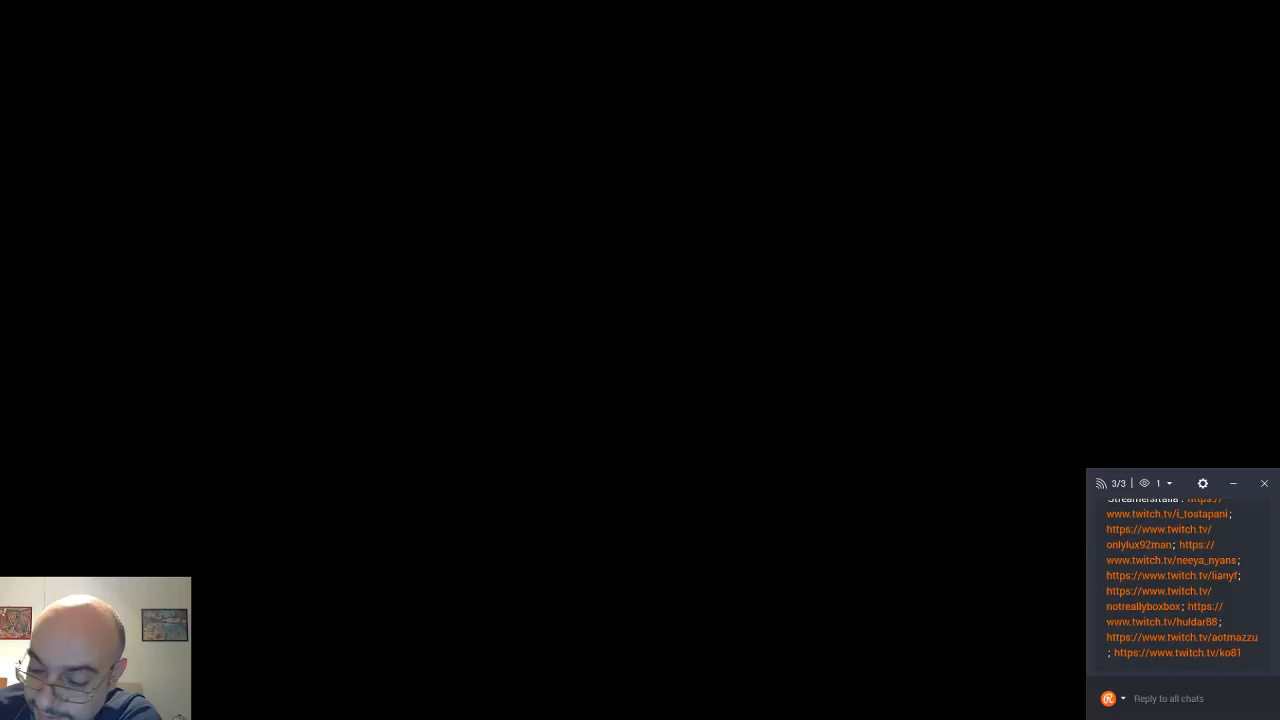 3/3 | 1
StreamersItalia : https://
www.twitch.tv/i_tostapani ;
https://www.twitch.tv/
onlylux92man ; https://
www.twitch.tv/neeya_nyans ;
https://www.twitch.tv/lianyf ;
https://www.twitch.tv/
notreallyboxbox ; https://
www.twitch.tv/huldar88 ;
https://www.twitch.tv/aotmazzu
; https://www.twitch.tv/ko81
Reply to all chats